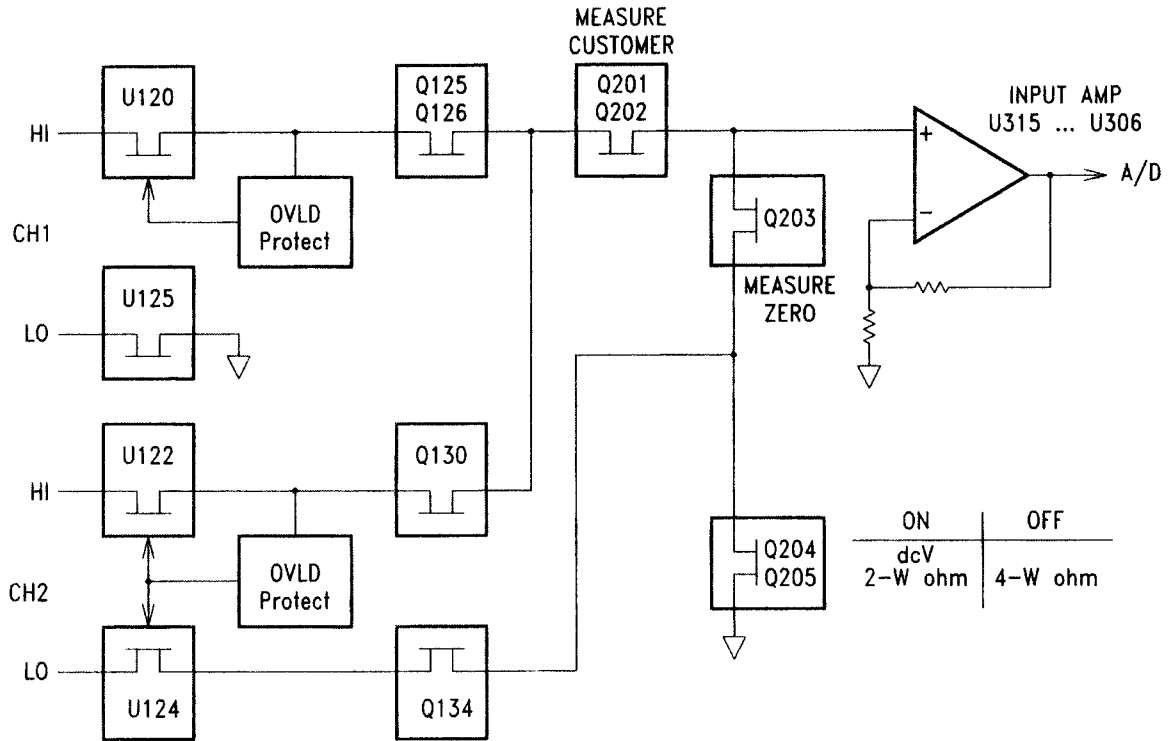 MEASURE
CUSTOMER
U120
Q125
Q126
Q201
Q202
INPUT AMP
U315 ... U306
HI
+
A/D
OVLD
Protect
Q203
−
CH1
U125
MEASURE
ZERO
LO
U122
Q130
HI
ON OFF
Q204
Q205
dcV
2-W ohm 4-W ohm
OVLD
Protect
CH2
LO
U124
Q134